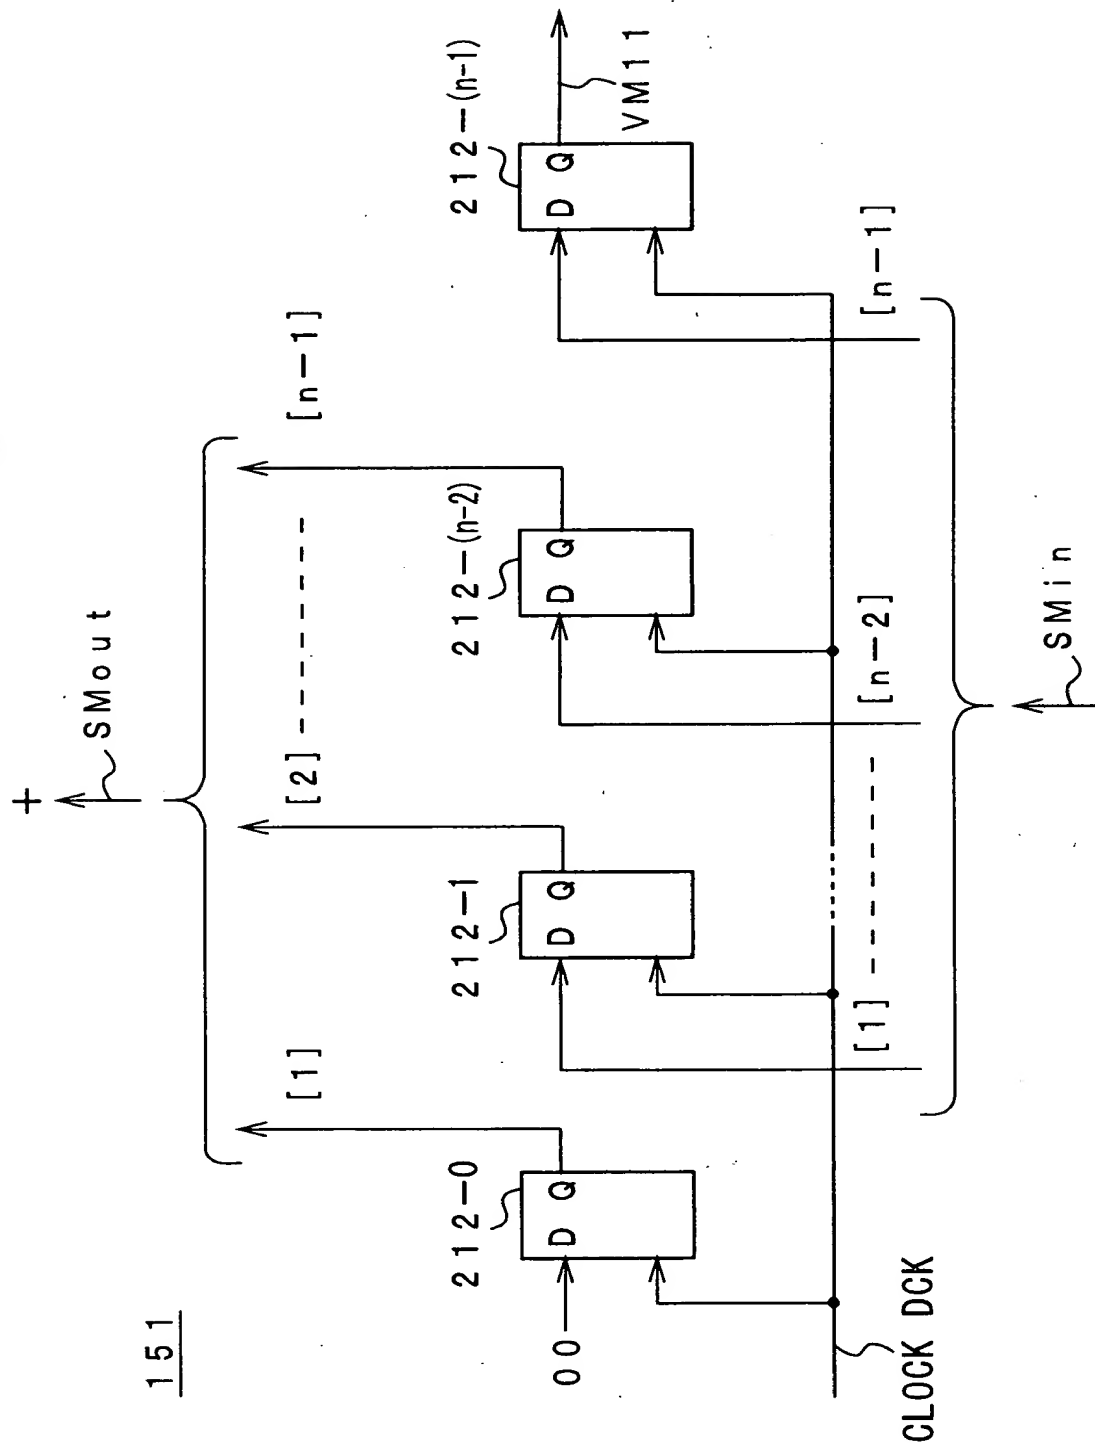 151
+
SMout
[1]
[2]
[n-1]
212-0
212-1
212-(n-2)
212-(n-1)
00
D Q
D Q
D Q
D Q
VM11
CLOCK DCK
[1]
[n-2]
[n-1]
SMin